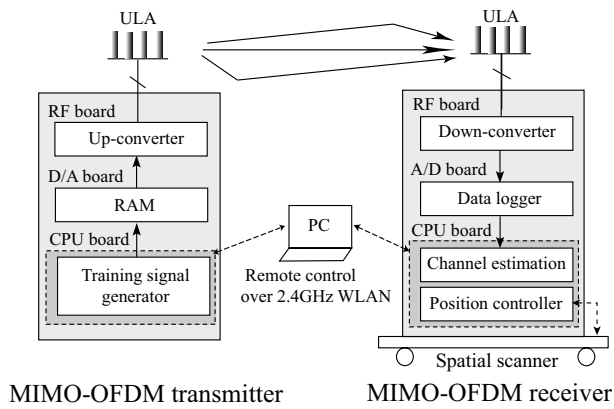 ULA
ULA
RF board
Up-converter
D/A board
RAM
CPU board
Training signal
generator
PC
Remote control
over 2.4GHz WLAN
RF board
Down-converter
A/D board
Data logger
CPU board
Channel estimation
Position controller
Spatial scanner
MIMO-OFDM transmitter
MIMO-OFDM receiver